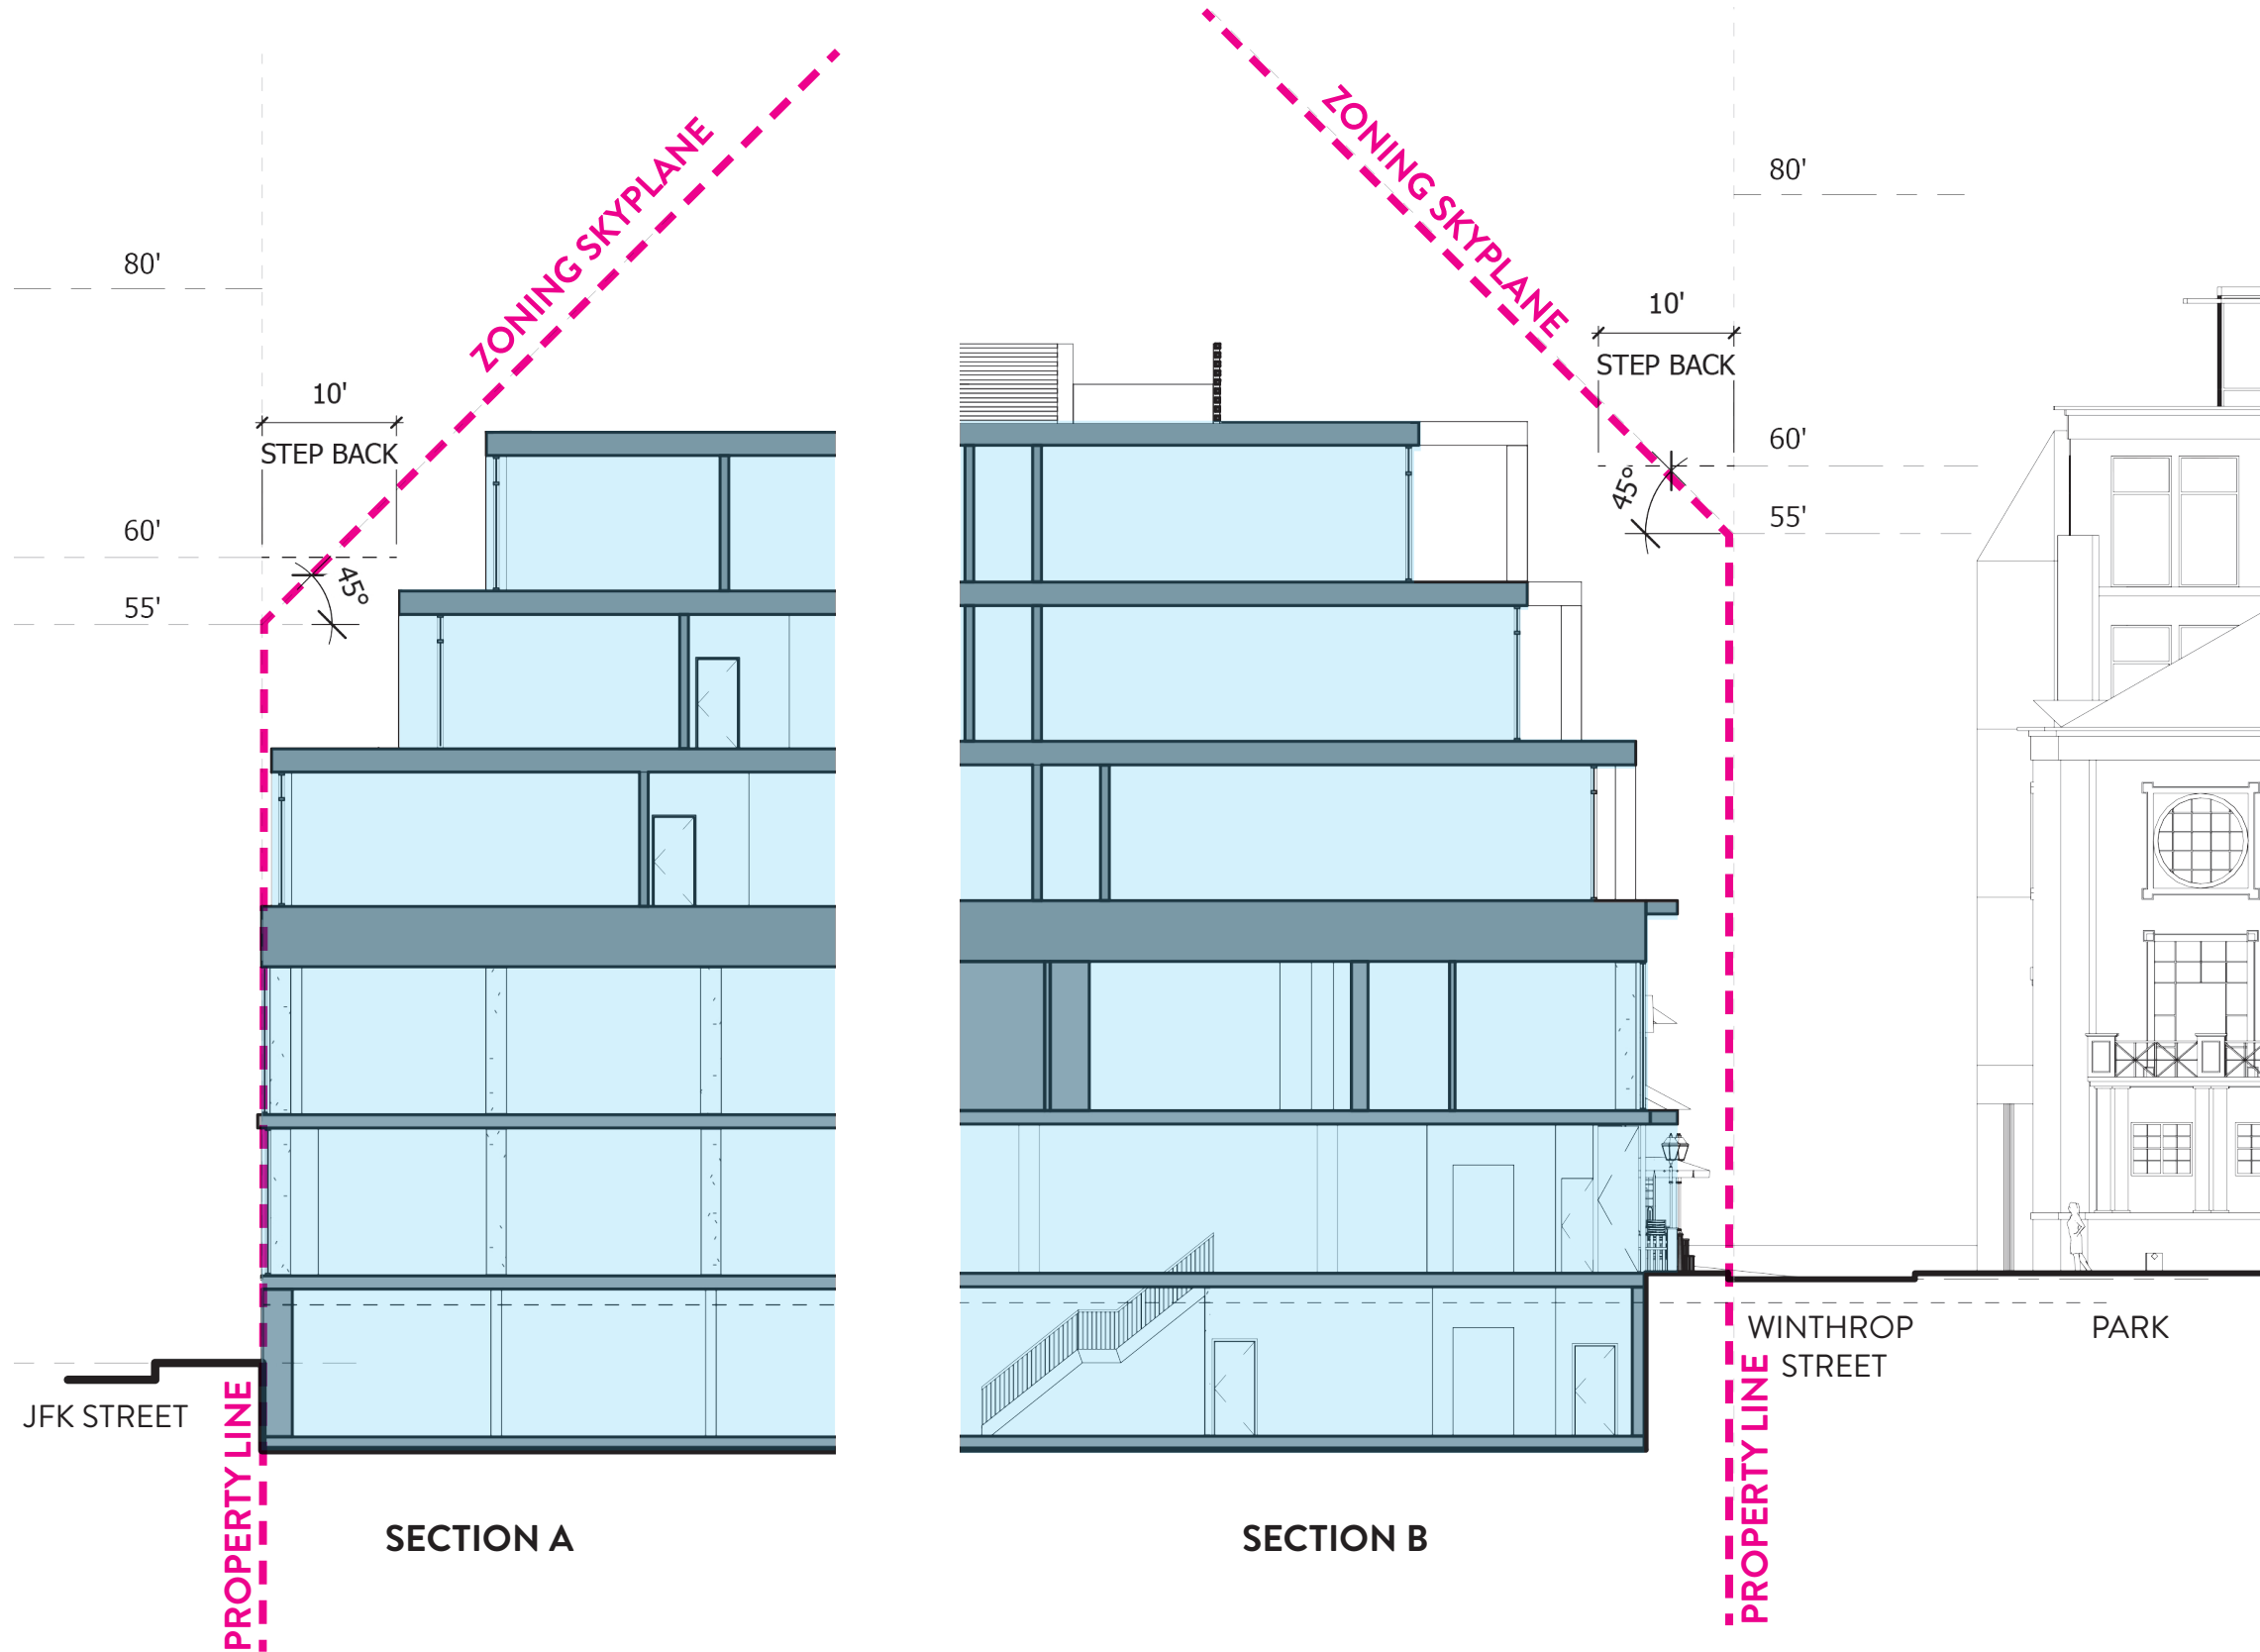 ZONING SKYPLANE
80'
10'
STEP BACK
60'
45°
55'
JFK STREET
PROPERTY LINE
SECTION A
ZONING SKYPLANE
80'
10'
STEP BACK
60'
45°
55'
WINTHROP
STREET
PARK
PROPERTY LINE
SECTION B